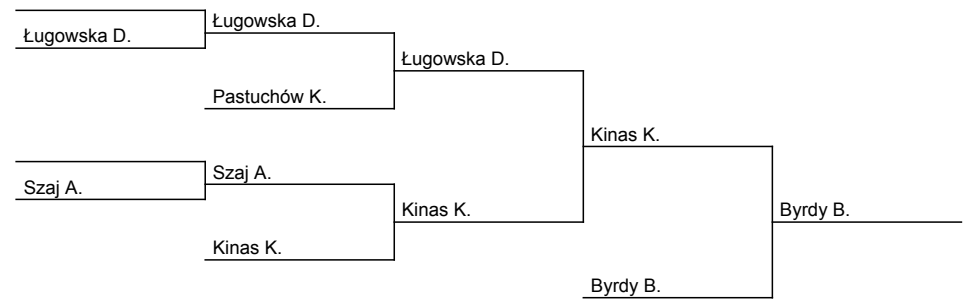 Ługowska D.
Ługowska D.
Ługowska D.
Pastuchów K.
Kinas K.
Szaj A.
Szaj A.
Kinas K.
Byrdy B.
Kinas K.
Byrdy B.